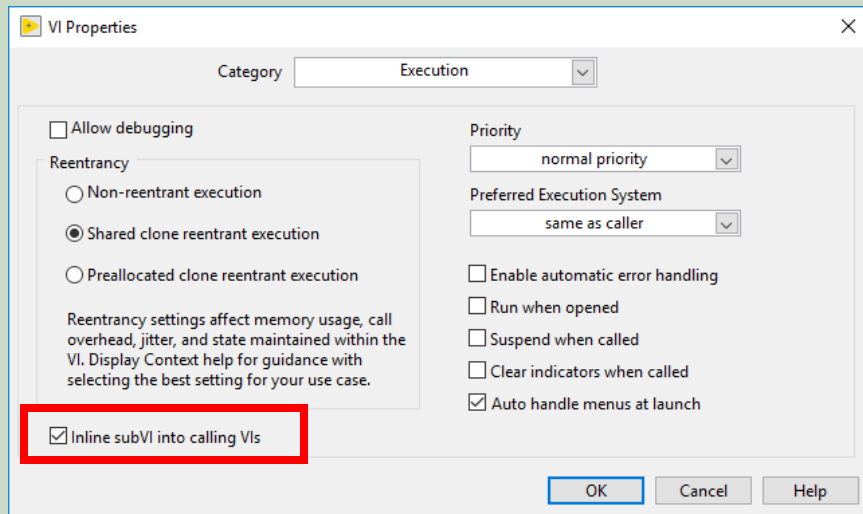 VI Properties
Category
Execution
Allow debugging
Reentrancy
Non-reentrant execution
Shared clone reentrant execution
Preallocated clone reentrant execution
Reentrancy settings affect memory usage, call
overhead, jitter, and state maintained within the
VI. Display Context help for guidance with
selecting the best setting for your use case.
Inline subVI into calling VIs
Priority
normal priority
Preferred Execution System
same as caller
Enable automatic error handling
Run when opened
Suspend when called
Clear indicators when called
Auto handle menus at launch
OK
Cancel
Help